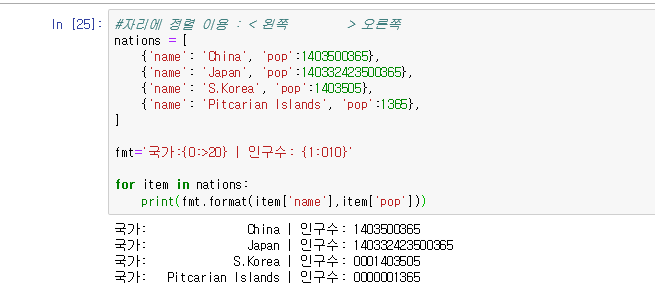 In [25]: #자리에 정렬 이용 : < 왼쪽        > 오른쪽
nations = [
    {'name': 'China', 'pop':1403500365},
    {'name': 'Japan', 'pop':140332423500365},
    {'name': 'S.Korea', 'pop':1403505},
    {'name': 'Pitcarian Islands', 'pop':1365},
]
fmt='국가:{0:>20} | 인구수: {1:010}'
for item in nations:
    print(fmt.format(item['name'],item['pop']))
국가:               China | 인구수: 1403500365
국가:               Japan | 인구수: 140332423500365
국가:             S.Korea | 인구수: 0001403505
국가:   Pitcarian Islands | 인구수: 0000001365